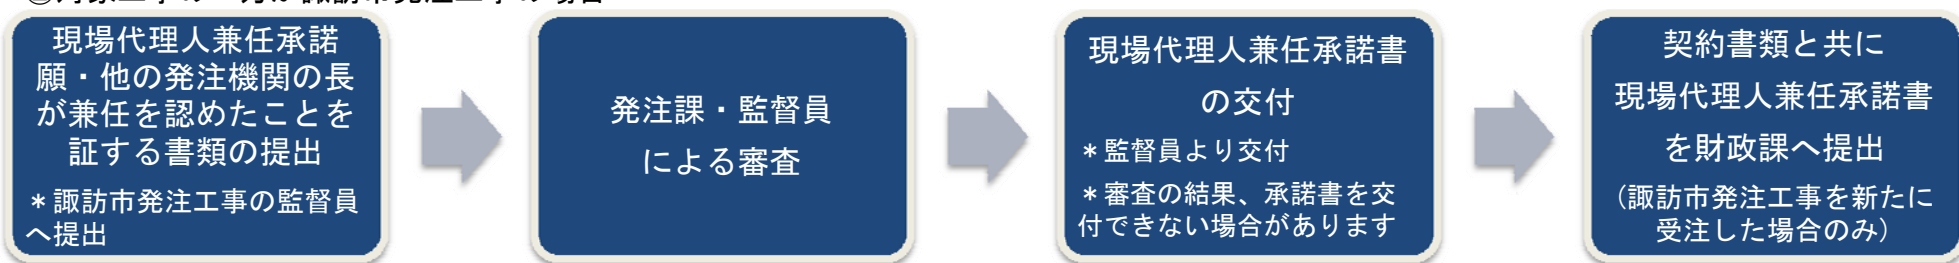 現場代理人兼任承諾
願・他の発注機関の長
が兼任を認めたことを
証する書類の提出
＊諏訪市発注工事の監督員
へ提出
発注課・監督員
による審査
現場代理人兼任承諾書
の交付
＊監督員より交付
＊審査の結果、承諾書を交
付できない場合があります
契約書類と共に
現場代理人兼任承諾書
を財政課へ提出
（諏訪市発注工事を新たに
受注した場合のみ）